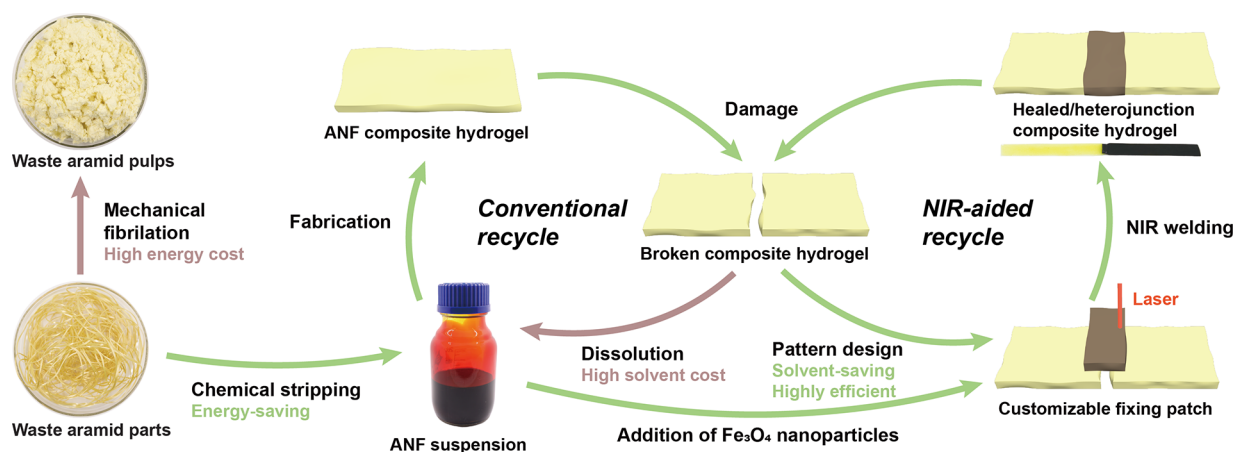 Waste aramid pulps
Mechanical
fibrilation
High energy cost
Waste aramid parts
Chemical stripping
Energy-saving
ANF composite hydrogel
Fabrication
Conventional
recycle
ANF suspension
Damage
Broken composite hydrogel
Dissolution
High solvent cost
Pattern design
Solvent-saving
Highly efficient
Addition of Fe₃O₄ nanoparticles
NIR-aided
recycle
Healed/heterojunction
composite hydrogel
NIR welding
Laser
Customizable fixing patch